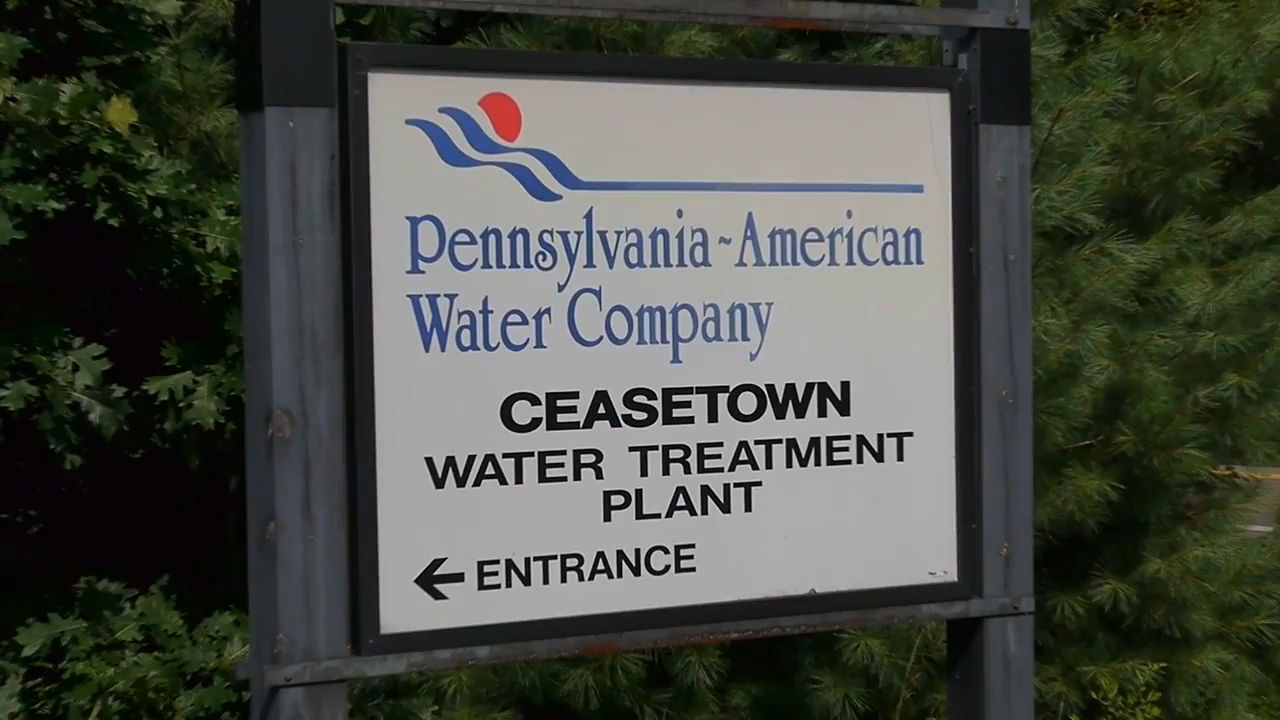 Pennsylvania~American
Water Company
CEASETOWN
WATER TREATMENT
PLANT
← ENTRANCE